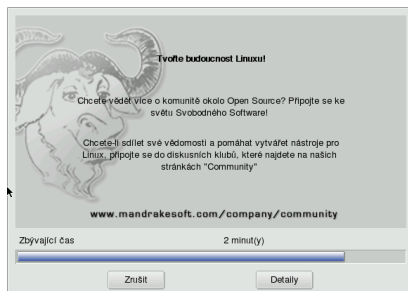 Tvořte budoucnost Linuxu!
Chcete vědět více o komunitě okolo Open Source? Připojte se ke
světu Svobodného Software!
Chcete-li sdílet své vědomosti a pomáhat vytvářet nástroje pro
Linux, připojte se do diskusních klubů, které najdete na našich
stránkách "Community"
www.mandrakesoft.com/company/community
Zbývající čas 2 minut(y)
Zrušit Detaily